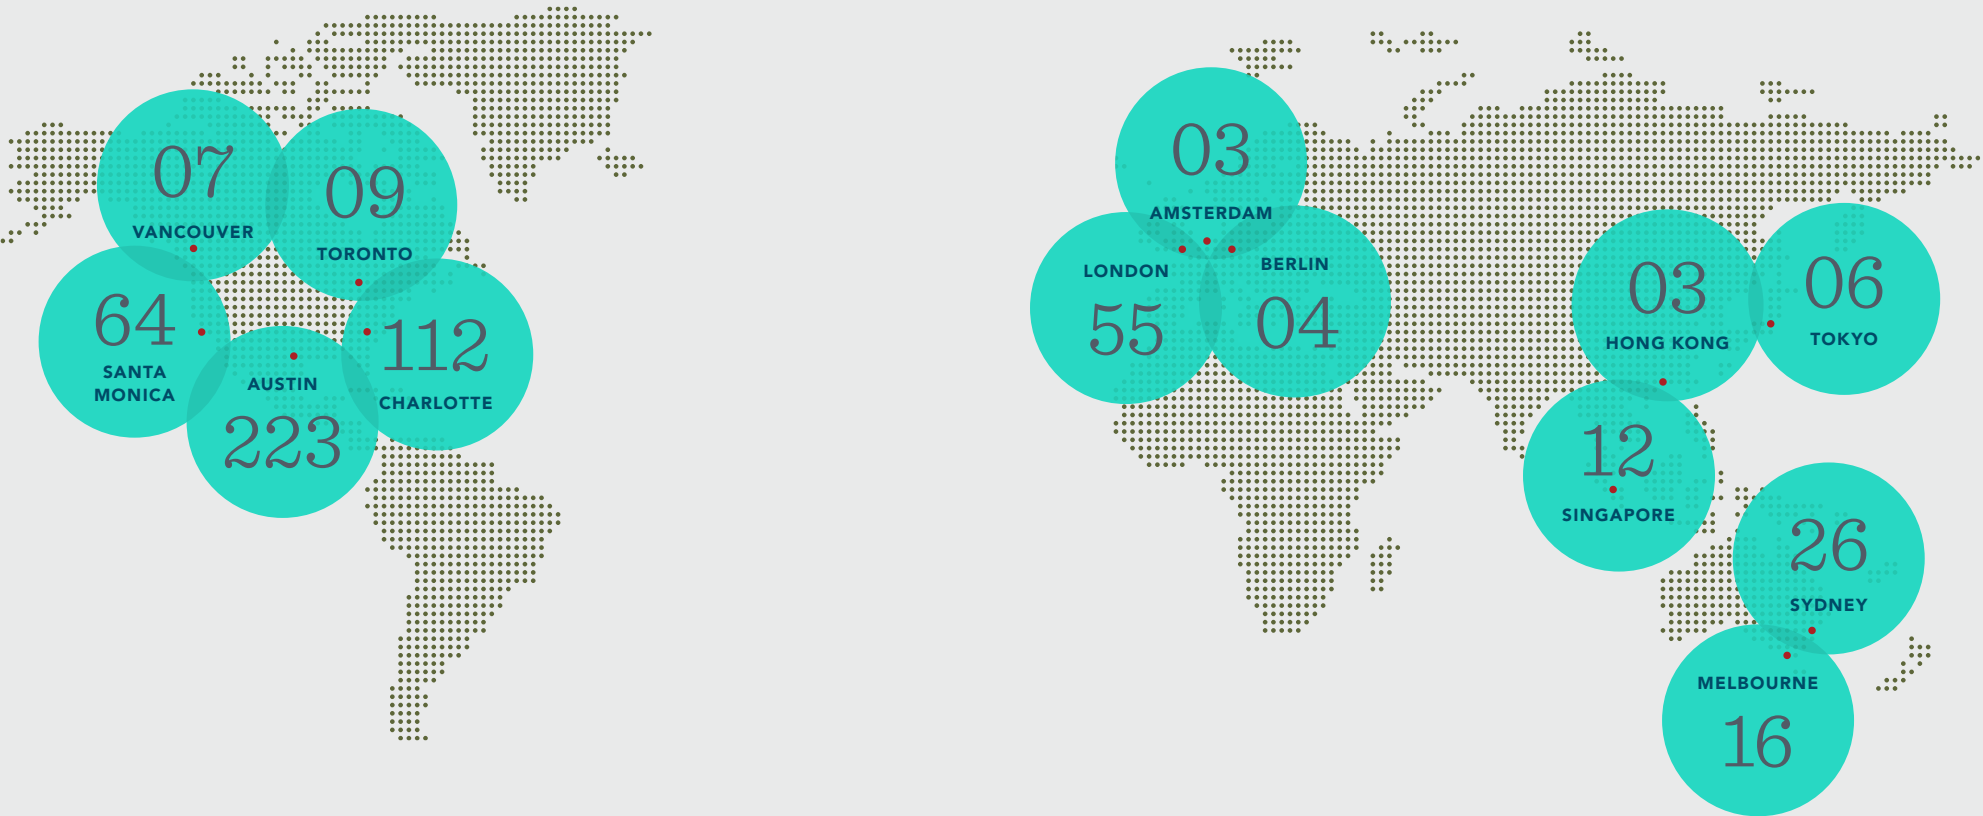 07
VANCOUVER
09
TORONTO
64
SANTA
MONICA
AUSTIN
223
112
CHARLOTTE
03
AMSTERDAM
LONDON
55
BERLIN
04
03
HONG KONG
06
TOKYO
12
SINGAPORE
26
SYDNEY
MELBOURNE
16